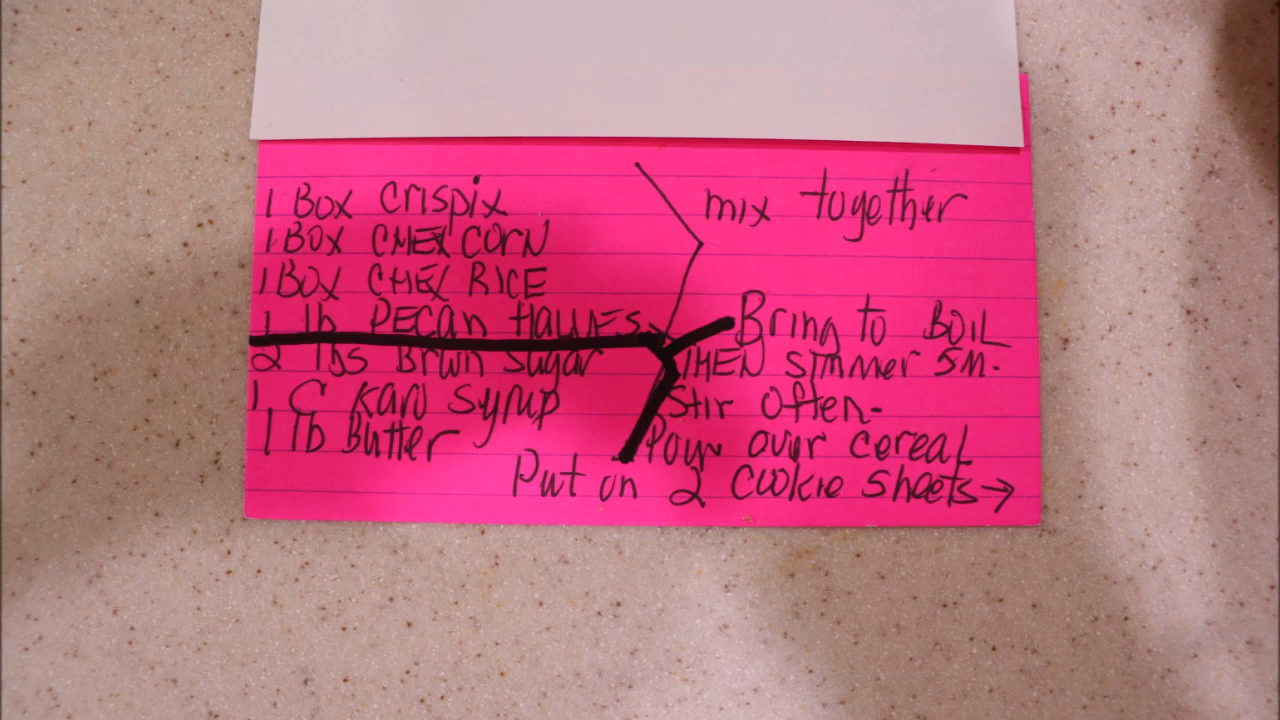 1 Box Crispix
1 Box CHEX CORN
1 Box CHEX RICE
1 lb PECAN HALVES
mix together
2 lbs Brwn Sugar
1 C Karo Syrup
1 lb Butter
Bring to BOIL
THEN simmer 5M.
Stir often-
Pour over cereal
Put on 2 cookie sheets→